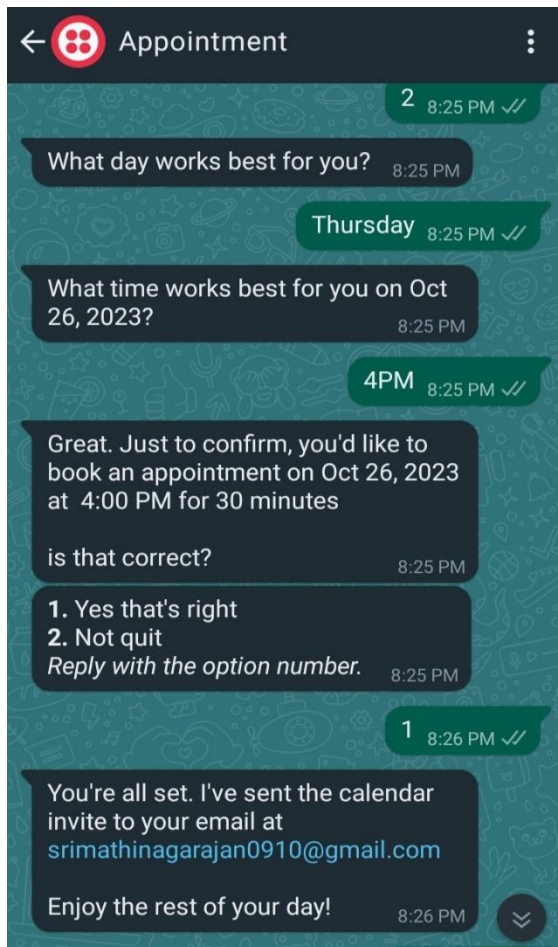 Appointment
2 8:25 PM
What day works best for you? 8:25 PM
Thursday 8:25 PM
What time works best for you on Oct
26, 2023? 8:25 PM
4PM 8:25 PM
Great. Just to confirm, you'd like to
book an appointment on Oct 26, 2023
at 4:00 PM for 30 minutes
is that correct? 8:25 PM
1. Yes that's right
2. Not quit
Reply with the option number. 8:25 PM
1 8:26 PM
You're all set. I've sent the calendar
invite to your email at
srimathinagarajan0910@gmail.com
Enjoy the rest of your day! 8:26 PM